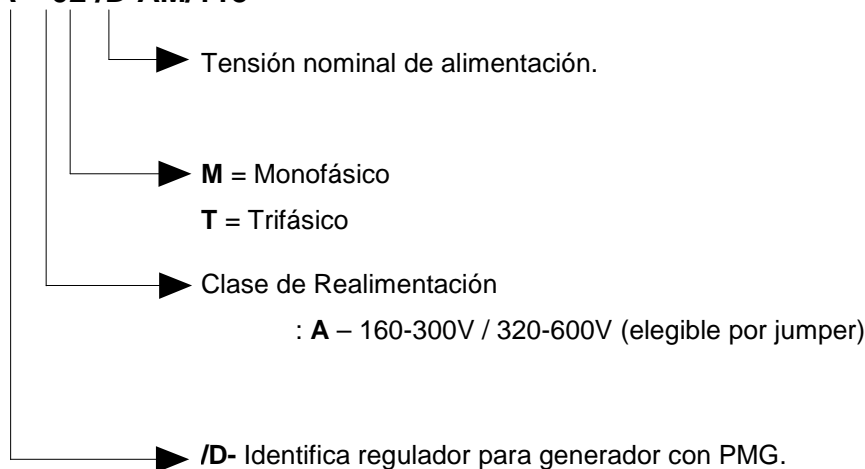 Tensión nominal de alimentación.
M = Monofásico
T = Trifásico
Clase de Realimentación
: A – 160-300V / 320-600V (elegible por jumper)
/D- Identifica regulador para generador con PMG.